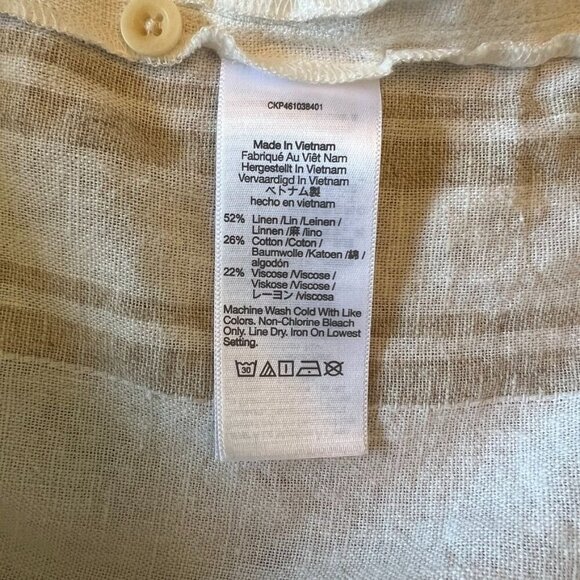 CKP461038401
Made In Vietnam
Fabriqué Au Viêt Nam
Hergestellt In Vietnam
Vervaardigd In Vietnam
ベトナム製
hecho en vietnam
52% Linen /Lin /Leinen /
Linnen /麻 /lino
26% Cotton /Coton /
Baumwolle /Katoen /綿 /
algodón
22% Viscose /Viscose /
Viskose /Viscose /
レーヨン /viscosa
Machine Wash Cold With Like
Colors. Non-Chlorine Bleach
Only. Line Dry. Iron On Lowest
Setting.
30